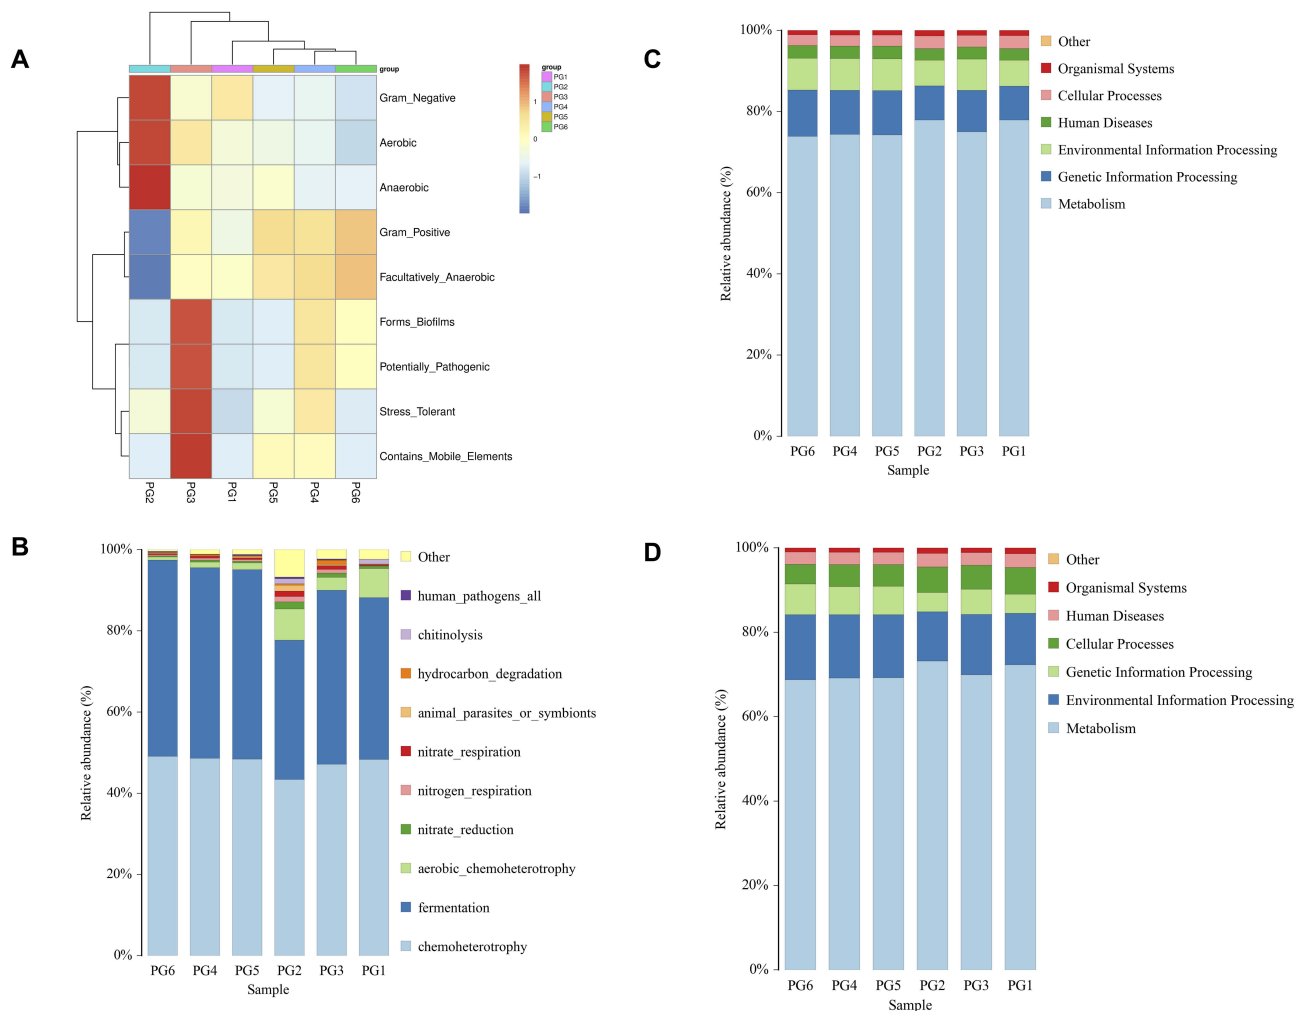 A
group
Gram_Negative
Aerobic
Anaerobic
Gram_Positive
Facultatively_Anaerobic
Forms_Biofilms
Potentially_Pathogenic
Stress_Tolerant
Contains_Mobile_Elements
PG2
PG3
PG1
PG5
PG4
PG6
1
0
−1
group
PG1
PG2
PG3
PG4
PG5
PG6
B
Relative abundance (%)
100%
80%
60%
40%
20%
0%
PG6 PG4 PG5 PG2 PG3 PG1
Sample
Other
human_pathogens_all
chitinolysis
hydrocarbon_degradation
animal_parasites_or_symbionts
nitrate_respiration
nitrogen_respiration
nitrate_reduction
aerobic_chemoheterotrophy
fermentation
chemoheterotrophy
C
Relative abundance (%)
100%
80%
60%
40%
20%
0%
PG6 PG4 PG5 PG2 PG3 PG1
Sample
Other
Organismal Systems
Cellular Processes
Human Diseases
Environmental Information Processing
Genetic Information Processing
Metabolism
D
Relative abundance (%)
100%
80%
60%
40%
20%
0%
PG6 PG4 PG5 PG2 PG3 PG1
Sample
Other
Organismal Systems
Human Diseases
Cellular Processes
Genetic Information Processing
Environmental Information Processing
Metabolism